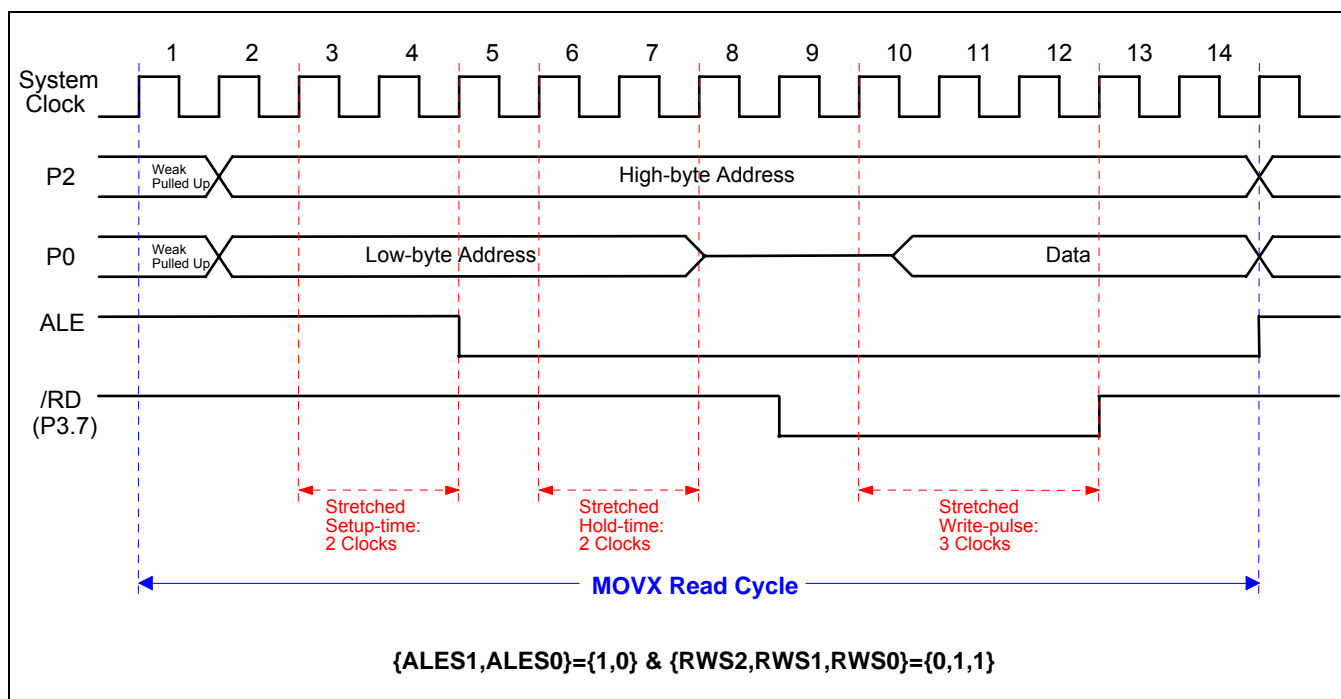 1 2 3 4 5 6 7 8 9 10 11 12 13 14
System
Clock
P2
Weak
Pulled Up
High-byte Address
P0
Weak
Pulled Up
Low-byte Address
Data
ALE
/RD
(P3.7)
Stretched
Setup-time:
2 Clocks
Stretched
Hold-time:
2 Clocks
Stretched
Write-pulse:
3 Clocks
MOVX Read Cycle
{ALES1,ALES0}={1,0} & {RWS2,RWS1,RWS0}={0,1,1}